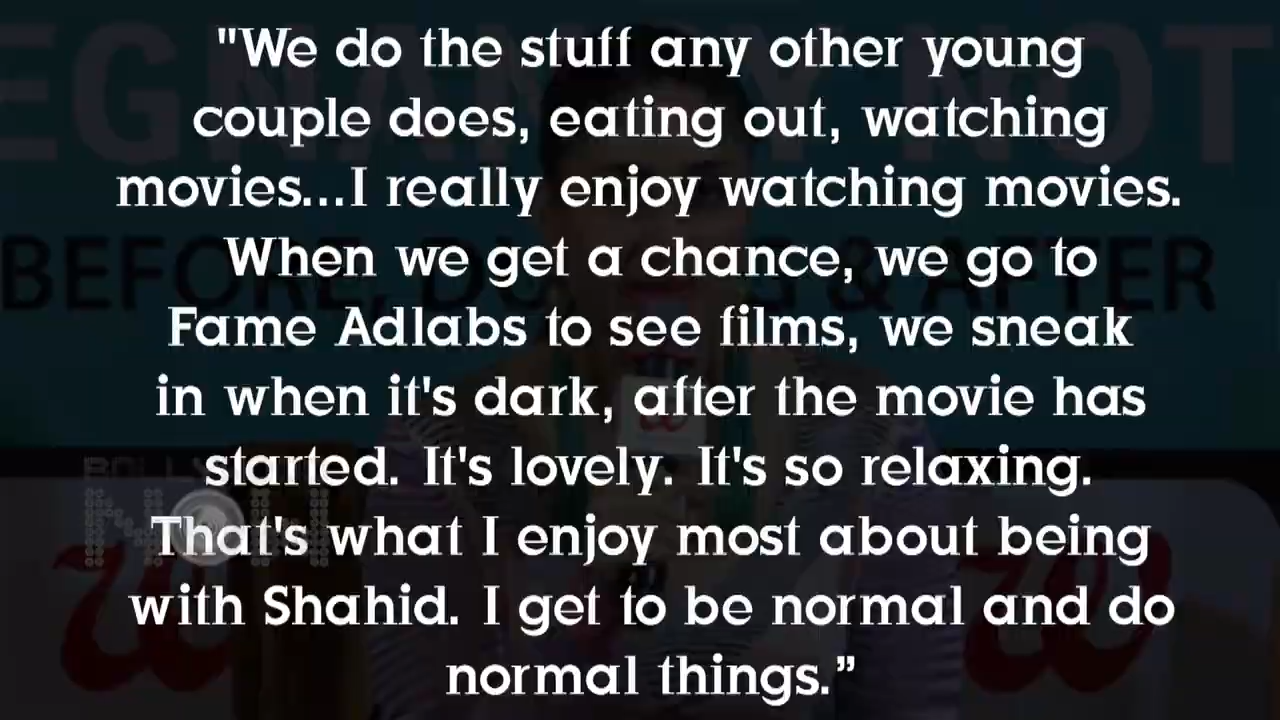 "We do the stuff any other young
couple does, eating out, watching
movies...I really enjoy watching movies.
When we get a chance, we go to
Fame Adlabs to see films, we sneak
in when it's dark, after the movie has
started. It's lovely. It's so relaxing.
That's what I enjoy most about being
with Shahid. I get to be normal and do
normal things.”
BEFORE, DU & AFTER